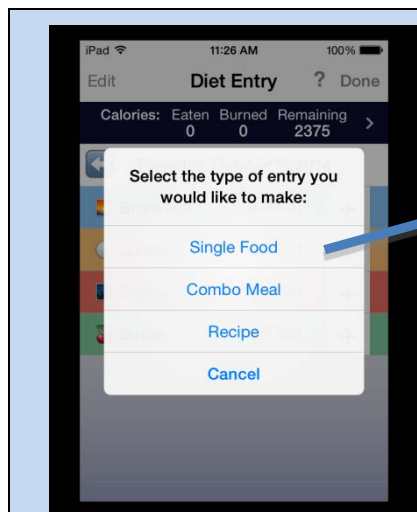 iPad 11:26 AM 100%
Edit Diet Entry ? Done
Calories: Eaten Burned Remaining >
0 0 2375
Select the type of entry you
would like to make:
Single Food
Combo Meal
Recipe
Cancel